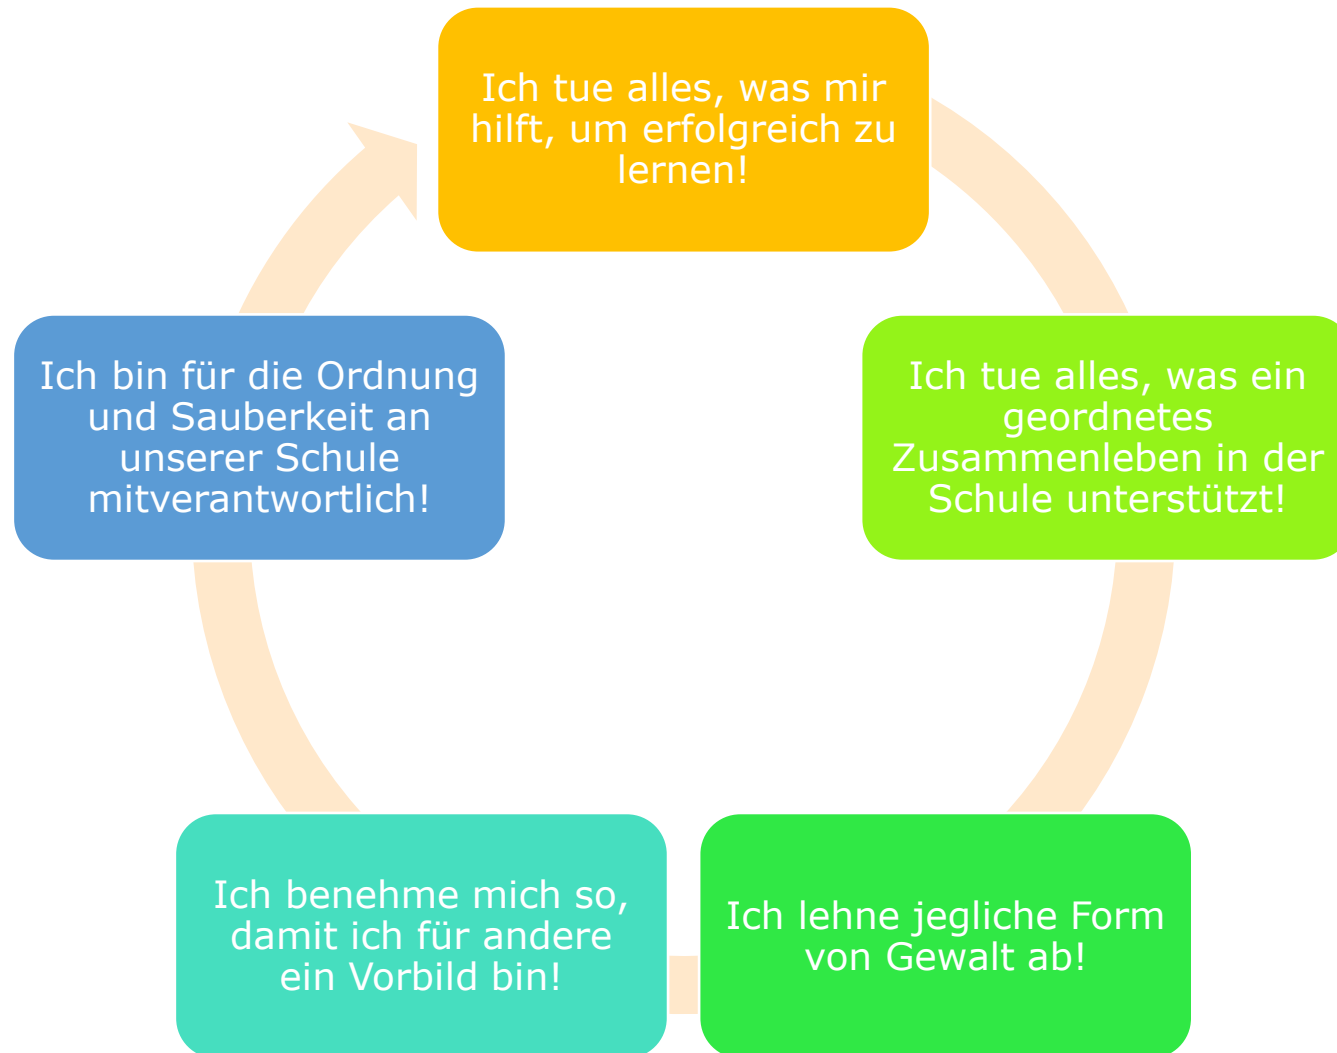 Ich tue alles, was mir
hilft, um erfolgreich zu
lernen!
Ich tue alles, was ein
geordnetes
Zusammenleben in der
Schule unterstützt!
Ich lehne jegliche Form
von Gewalt ab!
Ich benehme mich so,
damit ich für andere
ein Vorbild bin!
Ich bin für die Ordnung
und Sauberkeit an
unserer Schule
mitverantwortlich!